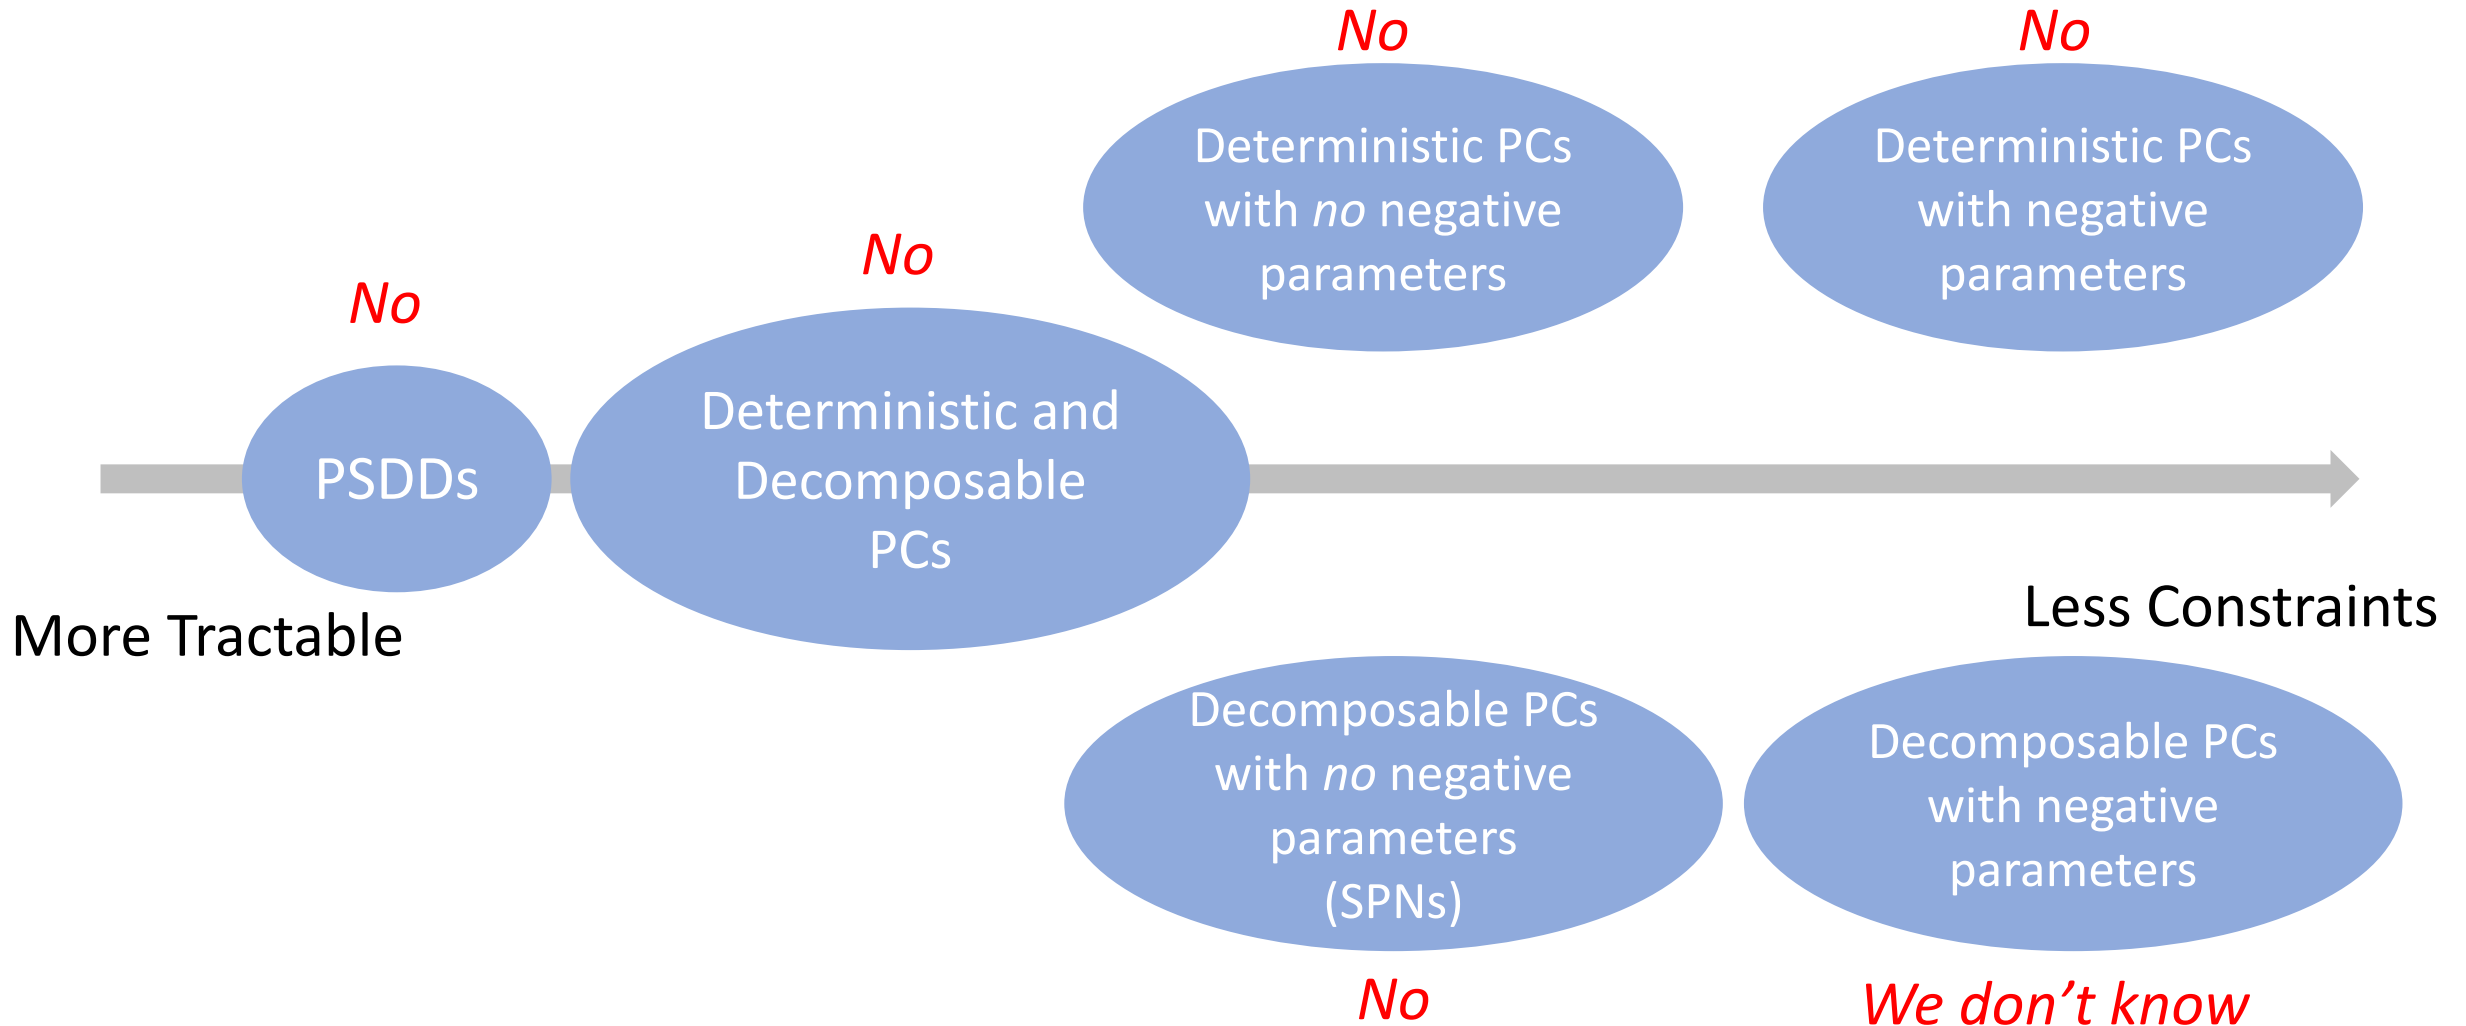 No
No
Deterministic PCs
with no negative
parameters
Deterministic PCs
with negative
parameters
No
No
Deterministic and
Decomposable
PCs
PSDDs
More Tractable
Less Constraints
Decomposable PCs
with no negative
parameters
(SPNs)
Decomposable PCs
with negative
parameters
No
We don’t know